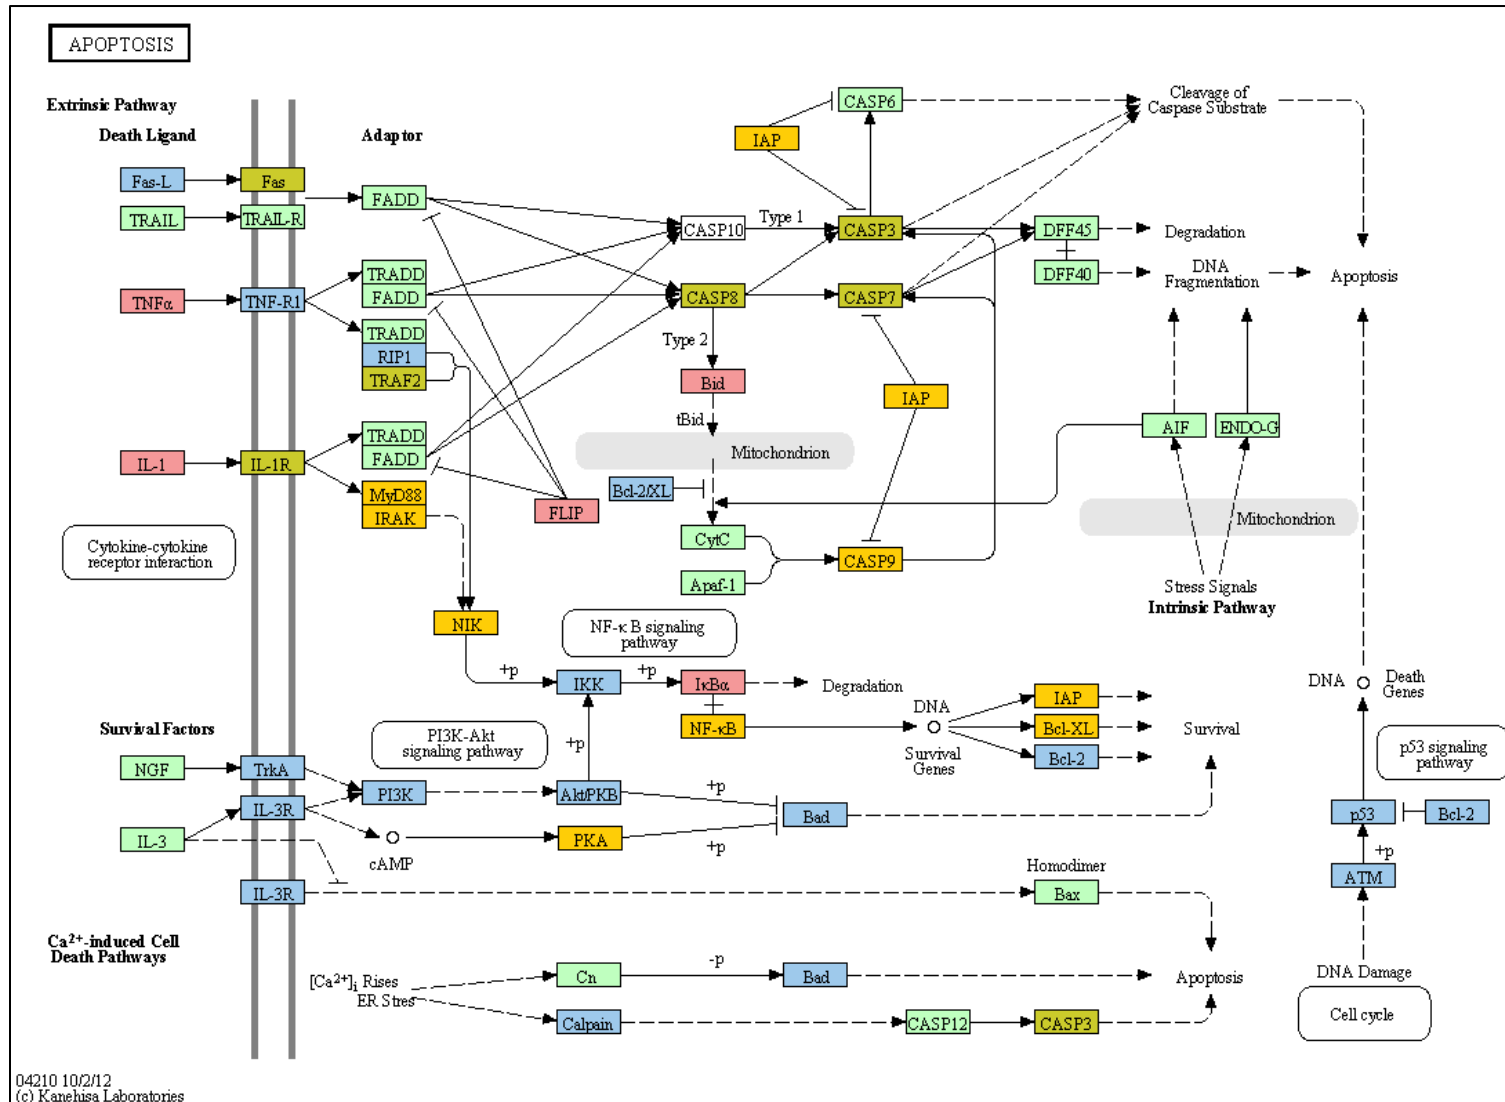 APOPTOSIS
Extrinsic Pathway
Death Ligand
Adaptor
Fas-L
Fas
TRAIL
TRAIL-R
FADD
CASP6
IAP
Cleavage of
Caspase Substrate
CASP10
Type 1
CASP3
DFF45
Degradation
TNFα
TNF-R1
TRADD
FADD
CASP8
CASP7
DFF40
DNA
Fragmentation
Apoptosis
TRADD
RIP1
TRAF2
Type 2
Bid
IAP
tBid
Mitochondrion
AIF
ENDO-G
IL-1
IL-1R
TRADD
FADD
MyD88
IRAK
FLIP
Bcl-2/XL
CytC
CASP9
Apaf-1
Mitochondrion
Stress Signals
Intrinsic Pathway
Cytokine-cytokine
receptor interaction
NIK
NF-κ B signaling
pathway
+p
IKK
+p
IκBα
Degradation
NF-κB
DNA
Survival
Genes
IAP
Bcl-XL
Bcl-2
Survival
DNA
Death
Genes
Survival Factors
PI3K-Akt
signaling pathway
+p
p53 signaling
pathway
NGF
TrkA
PI3K
Akt/PKB
+p
Bad
IL-3R
IL-3
cAMP
PKA
+p
p53
Bcl-2
+p
ATM
IL-3R
Homodimer
Bax
Ca2+-induced Cell
Death Pathways
[Ca2+]i Rises
ER Stres
Cn
-p
Bad
Apoptosis
Calpain
CASP12
CASP3
DNA Damage
Cell cycle
04210 10/2/12
(c) Kanehisa Laboratories